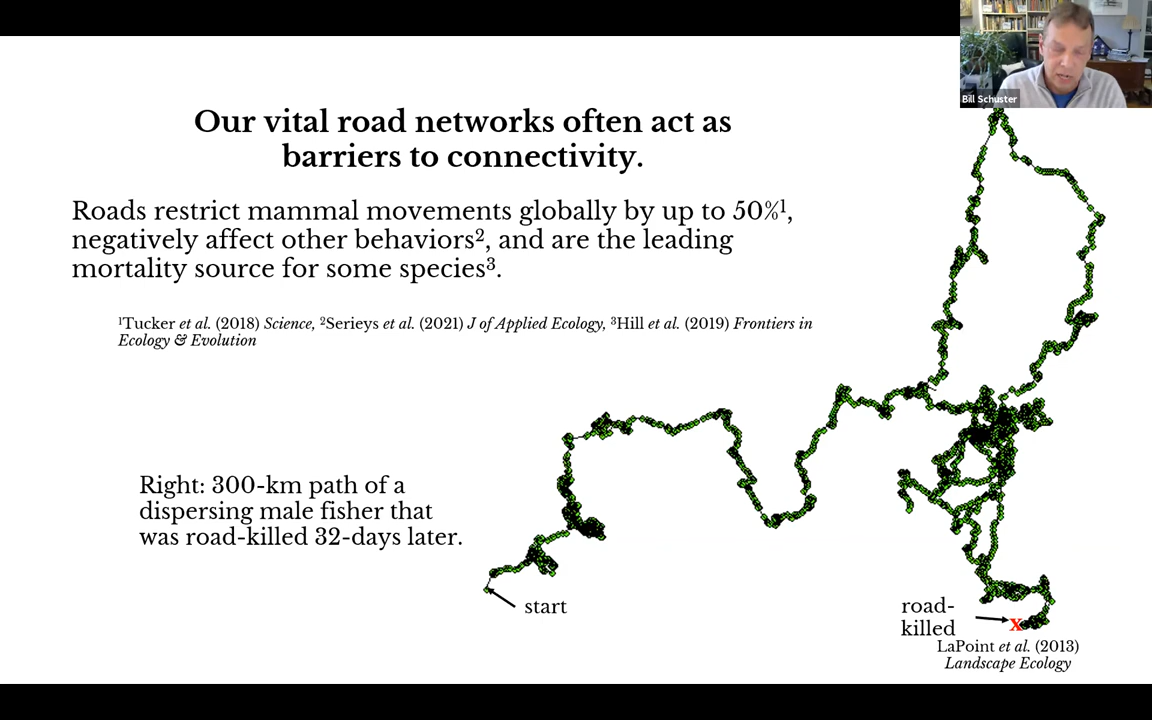 Bill Schuster
Our vital road networks often act as
barriers to connectivity.
Roads restrict mammal movements globally by up to 50%¹,
negatively affect other behaviors², and are the leading
mortality source for some species³.
¹Tucker et al. (2018) Science, ²Serieys et al. (2021) J of Applied Ecology, ³Hill et al. (2019) Frontiers in
Ecology & Evolution
Right: 300-km path of a
dispersing male fisher that
was road-killed 32-days later.
start
road-
killed
X
LaPoint et al. (2013)
Landscape Ecology